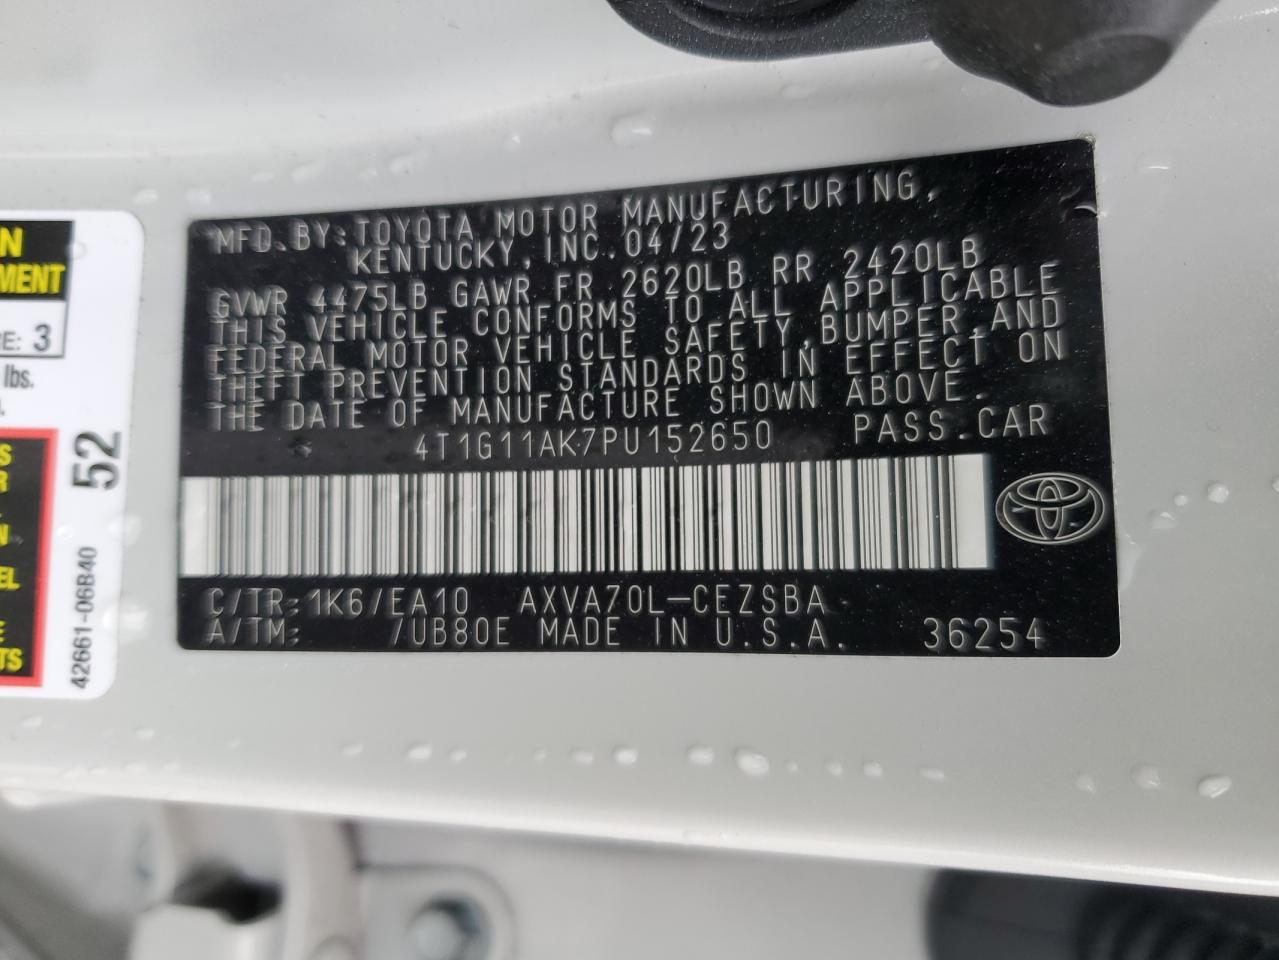 MFD.BY:TOYOTA MOTOR MANUFACTURING,
KENTUCKY,INC.04/23
GVWR 4475LB GAWR FR 2620LB RR 2420LB
THIS VEHICLE CONFORMS TO ALL APPLICABLE
FEDERAL MOTOR VEHICLE SAFETY,BUMPER,AND
THEFT PREVENTION STANDARDS IN EFFECT ON
THE DATE OF MANUFACTURE SHOWN ABOVE.
4T1G11AK7PU152650 PASS.CAR
C/TR:1K6/EA10 AXVA70L-CEZSBA
A/TM: /UB80E MADE IN U.S.A. 36254
MENT
RE: 3
lbs.
52
42661-06B40